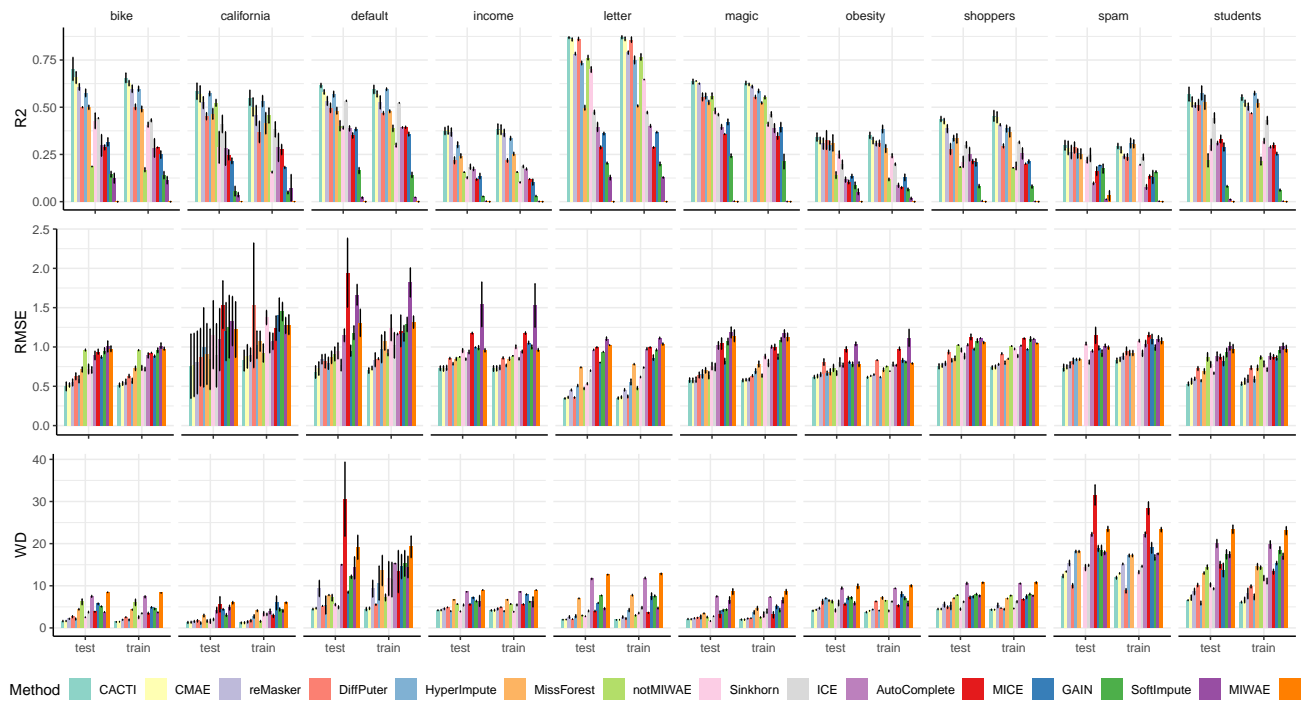 bike california default income letter magic obesity shoppers spam students
R2
0.75
0.50
0.25
0.00
RMSE
2.5
2.0
1.5
1.0
0.5
0.0
WD
40
30
20
10
0
test train test train test train test train test train test train test train test train test train test train
Method CACTI CMAE reMasker DiffPuter HyperImpute MissForest notMIWAE Sinkhorn ICE AutoComplete MICE GAIN SoftImpute MIWAE